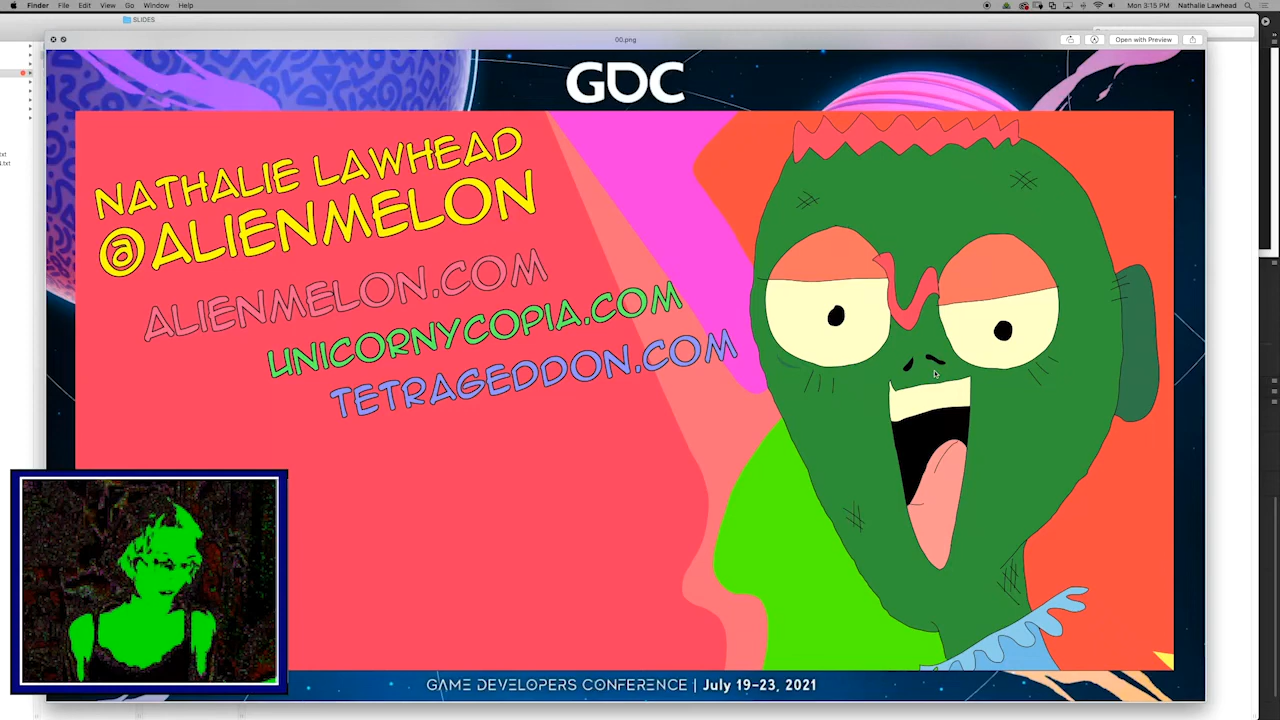 Finder File Edit View Go Window Help Mon 3:15 PM Nathalie Lawhead
SLIDES
00.png Open with Preview
GDC
NATHALIE LAWHEAD
@ALIENMELON
ALIENMELON.COM
UNICORNYCOPIA.COM
TETRAGEDDON.COM
GAME DEVELOPERS CONFERENCE | July 19-23, 2021